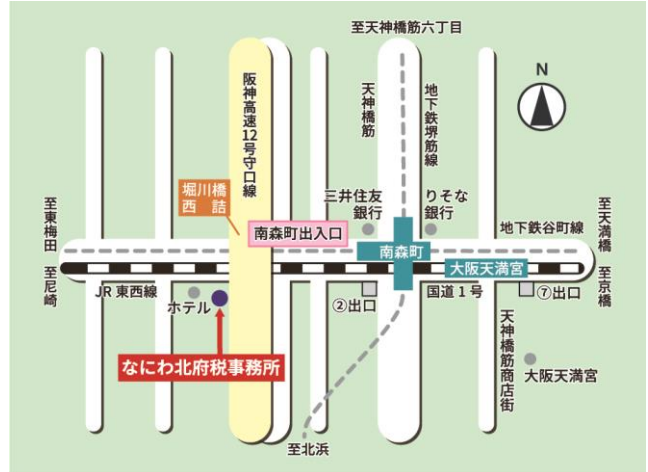 至天神橋筋六丁目
N
阪神高速12号守口線
天神橋筋
地下鉄堺筋線
堀川橋
西詰
三井住友
銀行
りそな
銀行
至東梅田
南森町出入口
地下鉄谷町線
至天満橋
南森町
大阪天満宮
至尼崎
JR東西線
ホテル
②出口
国道1号
⑦出口
至京橋
なにわ北府税事務所
天神橋筋商店街
大阪天満宮
至北浜